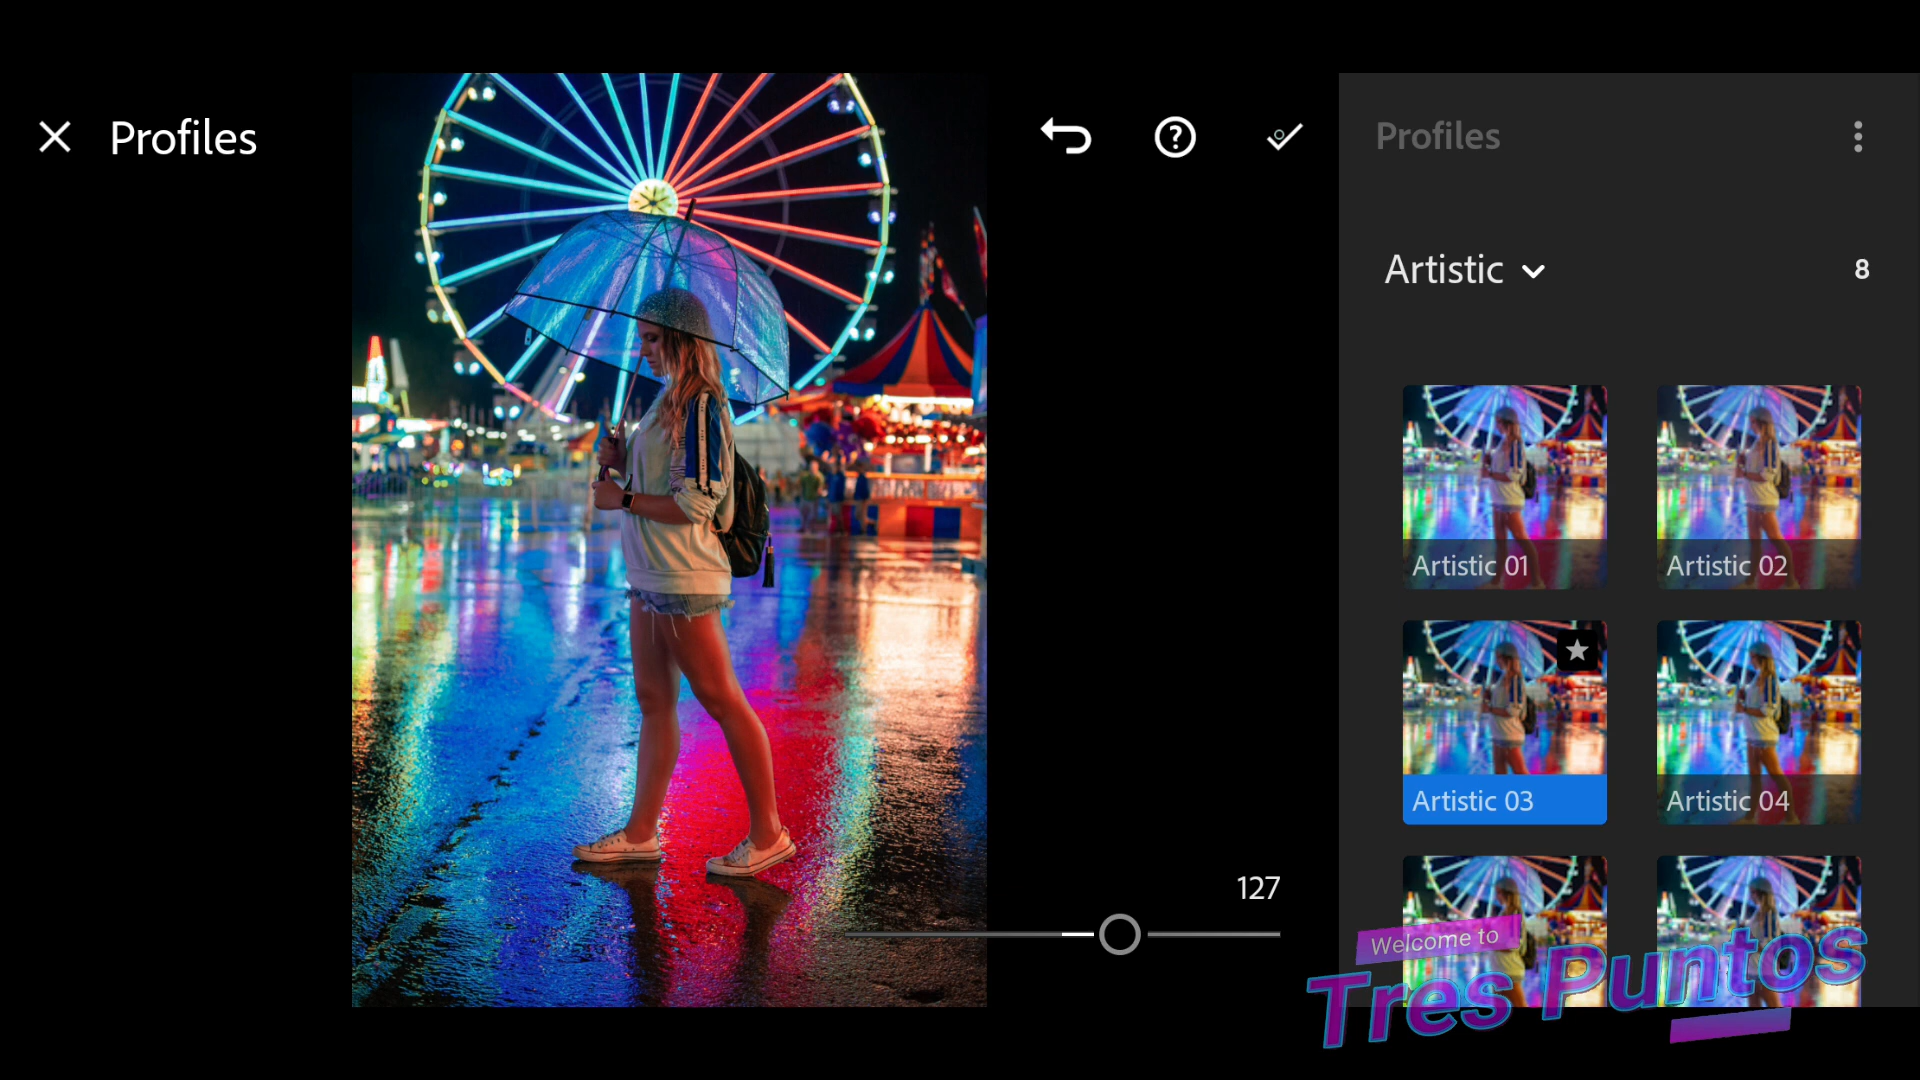 Profiles
Profiles
Artistic
8
Artistic 01
Artistic 02
Artistic 03
Artistic 04
127
Welcome to
Tres Puntos